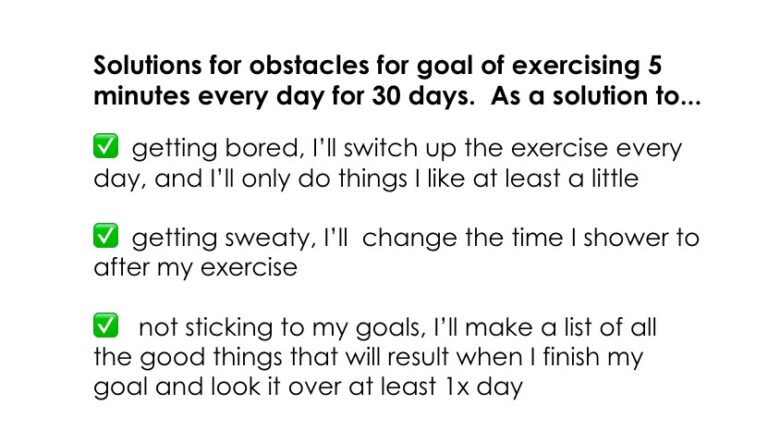 Solutions for obstacles for goal of exercising 5
minutes every day for 30 days.  As a solution to...
✅ getting bored, I'll switch up the exercise every
day, and I'll only do things I like at least a little
✅ getting sweaty, I'll  change the time I shower to
after my exercise
✅  not sticking to my goals, I'll make a list of all
the good things that will result when I finish my
goal and look it over at least 1x day